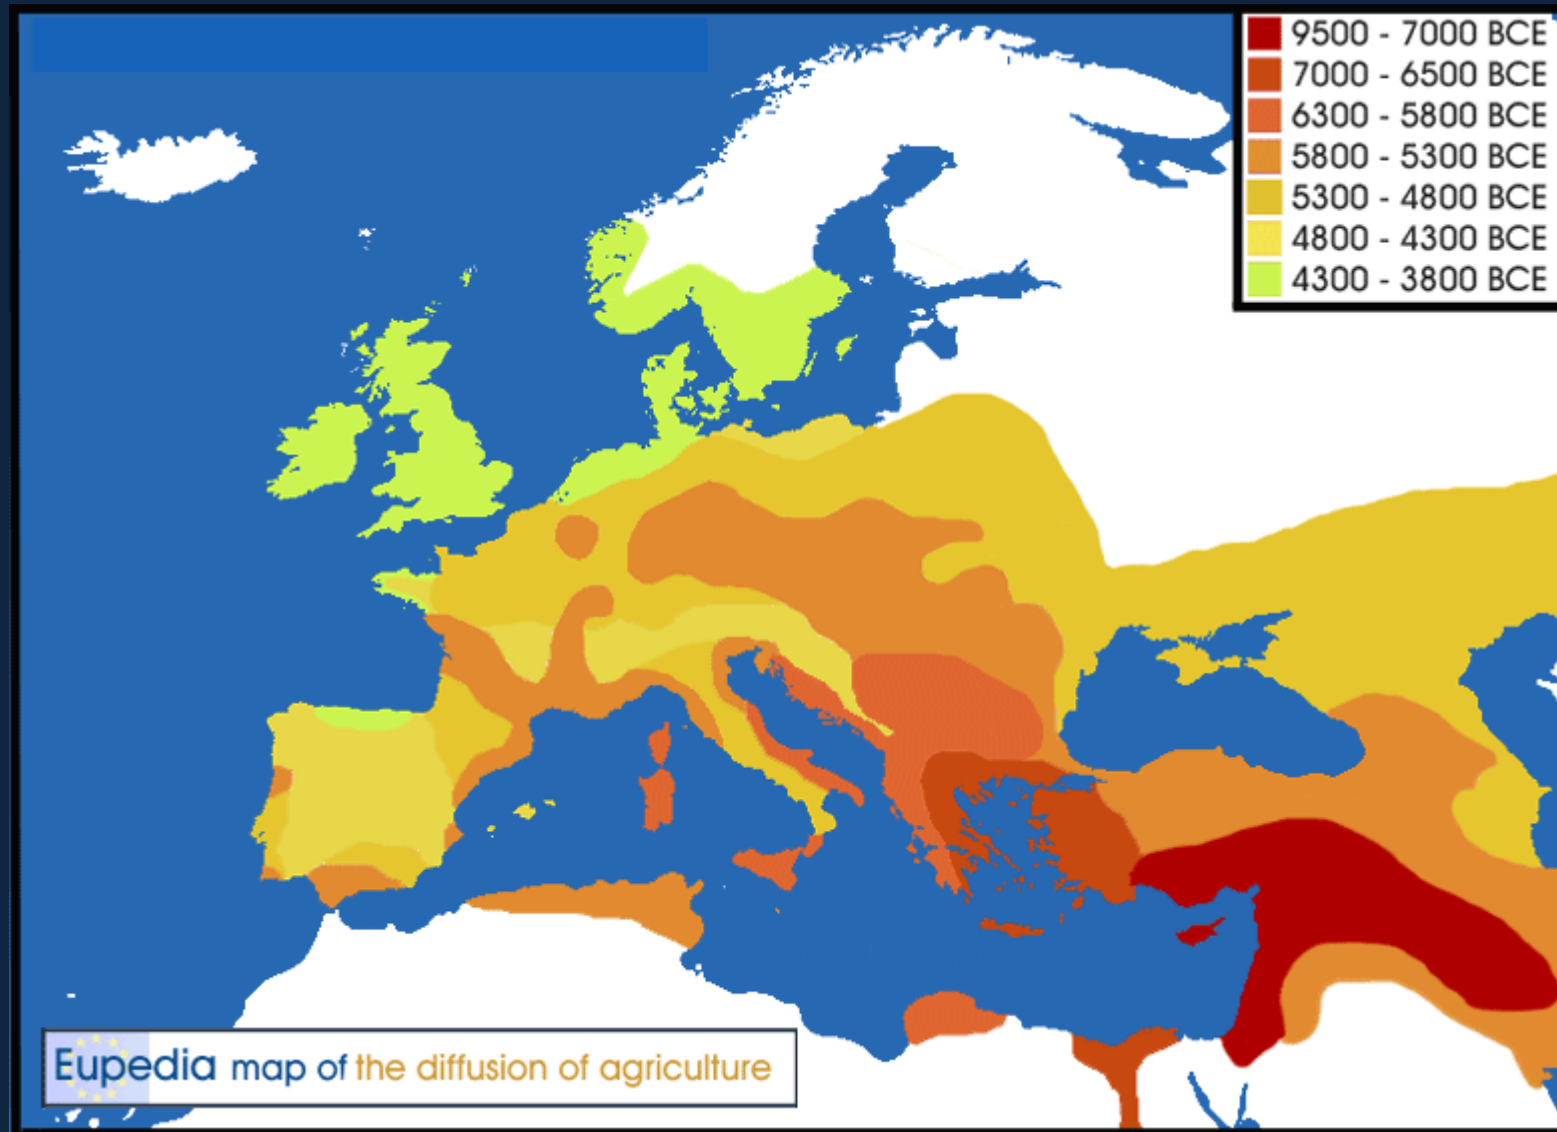 9500 - 7000 BCE
7000 - 6500 BCE
6300 - 5800 BCE
5800 - 5300 BCE
5300 - 4800 BCE
4800 - 4300 BCE
4300 - 3800 BCE
Eupedia map of the diffusion of agriculture